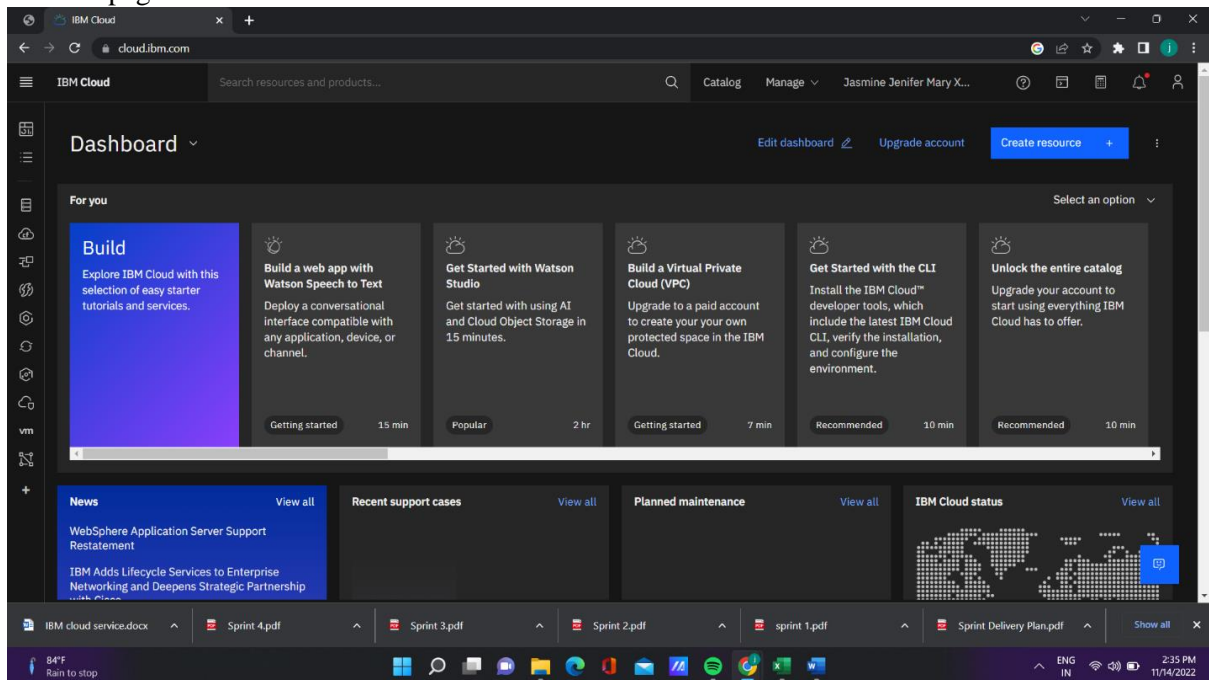 IBM Cloud
cloud.ibm.com
j
IBM Cloud
Search resources and products...
Catalog
Manage
Jasmine Jenifer Mary X...
Dashboard
Edit dashboard
Upgrade account
Create resource +
For you
Select an option
Build
Explore IBM Cloud with this
selection of easy starter
tutorials and services.
Build a web app with
Watson Speech to Text
Deploy a conversational
interface compatible with
any application, device, or
channel.
Getting started
15 min
Get Started with Watson
Studio
Get started with using AI
and Cloud Object Storage in
15 minutes.
Popular
2 hr
Build a Virtual Private
Cloud (VPC)
Upgrade to a paid account
to create your your own
protected space in the IBM
Cloud.
Getting started
7 min
Get Started with the CLI
Install the IBM Cloud™
developer tools, which
include the latest IBM Cloud
CLI, verify the installation,
and configure the
environment.
Recommended
10 min
Unlock the entire catalog
Upgrade your account to
start using everything IBM
Cloud has to offer.
Recommended
10 min
vm
News
View all
WebSphere Application Server Support
Restatement
IBM Adds Lifecycle Services to Enterprise
Networking and Deepens Strategic Partnership
with Cisco
Recent support cases
View all
Planned maintenance
View all
IBM Cloud status
View all
IBM cloud service.docx
Sprint 4.pdf
Sprint 3.pdf
Sprint 2.pdf
sprint 1.pdf
Sprint Delivery Plan.pdf
Show all
84°F
Rain to stop
ENG
IN
2:35 PM
11/14/2022